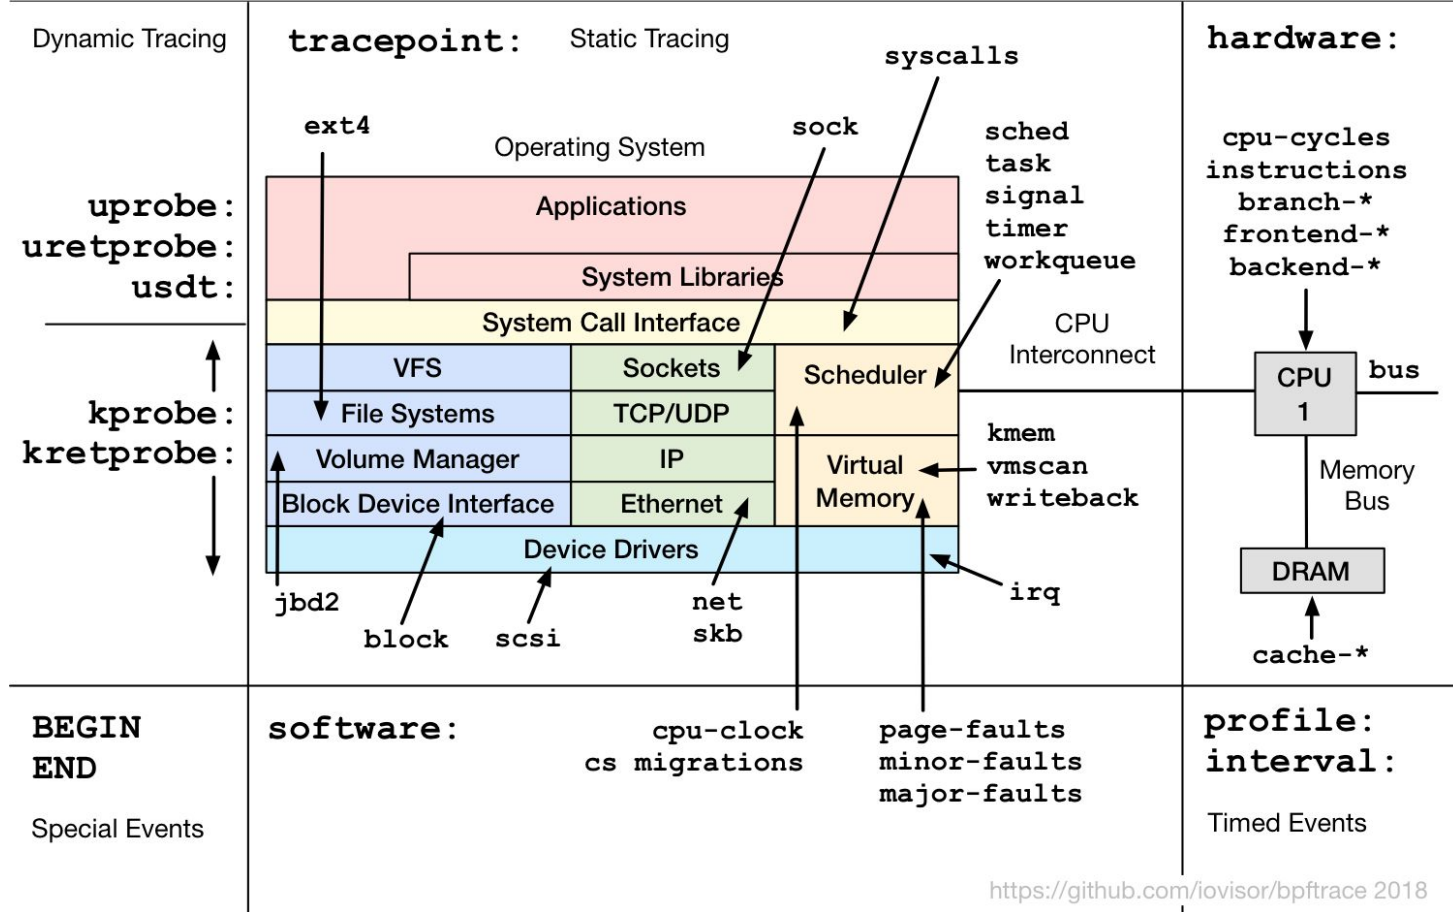 Dynamic Tracing
tracepoint: Static Tracing
hardware:
syscalls
ext4
sock
Operating System
sched
task
signal
timer
workqueue
cpu-cycles
instructions
branch-*
frontend-*
backend-*
uprobe:
uretprobe:
usdt:
Applications
System Libraries
System Call Interface
CPU
Interconnect
VFS
Sockets
Scheduler
CPU
1
bus
kprobe:
kretprobe:
File Systems
TCP/UDP
Volume Manager
IP
Virtual
Memory
kmem
vmscan
writeback
Memory
Bus
Block Device Interface
Ethernet
Device Drivers
DRAM
jbd2
block
scsi
net
skb
irq
cache-*
BEGIN
END
Special Events
software:
cpu-clock
cs migrations
page-faults
minor-faults
major-faults
profile:
interval:
Timed Events
https://github.com/iovisor/bpftrace 2018